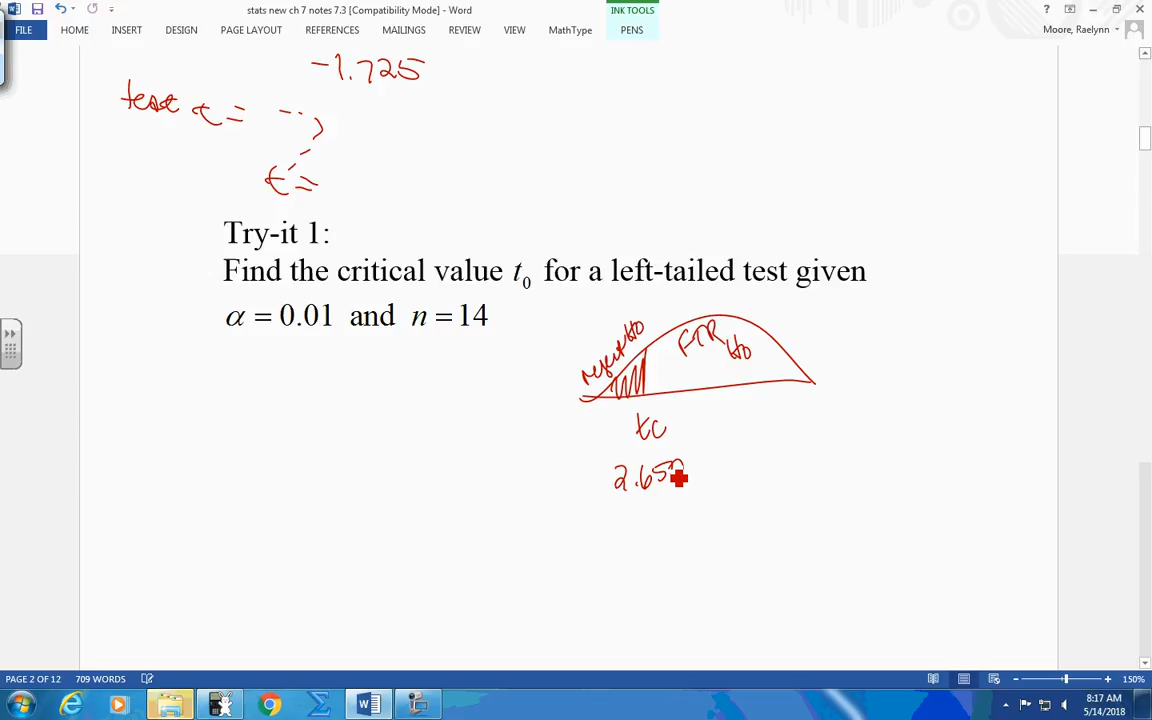 stats new ch 7 notes 7.3 [Compatibility Mode] - Word
INK TOOLS
FILE HOME INSERT DESIGN PAGE LAYOUT REFERENCES MAILINGS REVIEW VIEW MathType PENS
Moore, Raelynn
-1.725
test t =
t =
Try-it 1:
Find the critical value t₀ for a left-tailed test given
α = 0.01 and n = 14
reject Ho
FTR Ho
tc
2.65
PAGE 2 OF 12 709 WORDS
150%
8:17 AM
5/14/2018